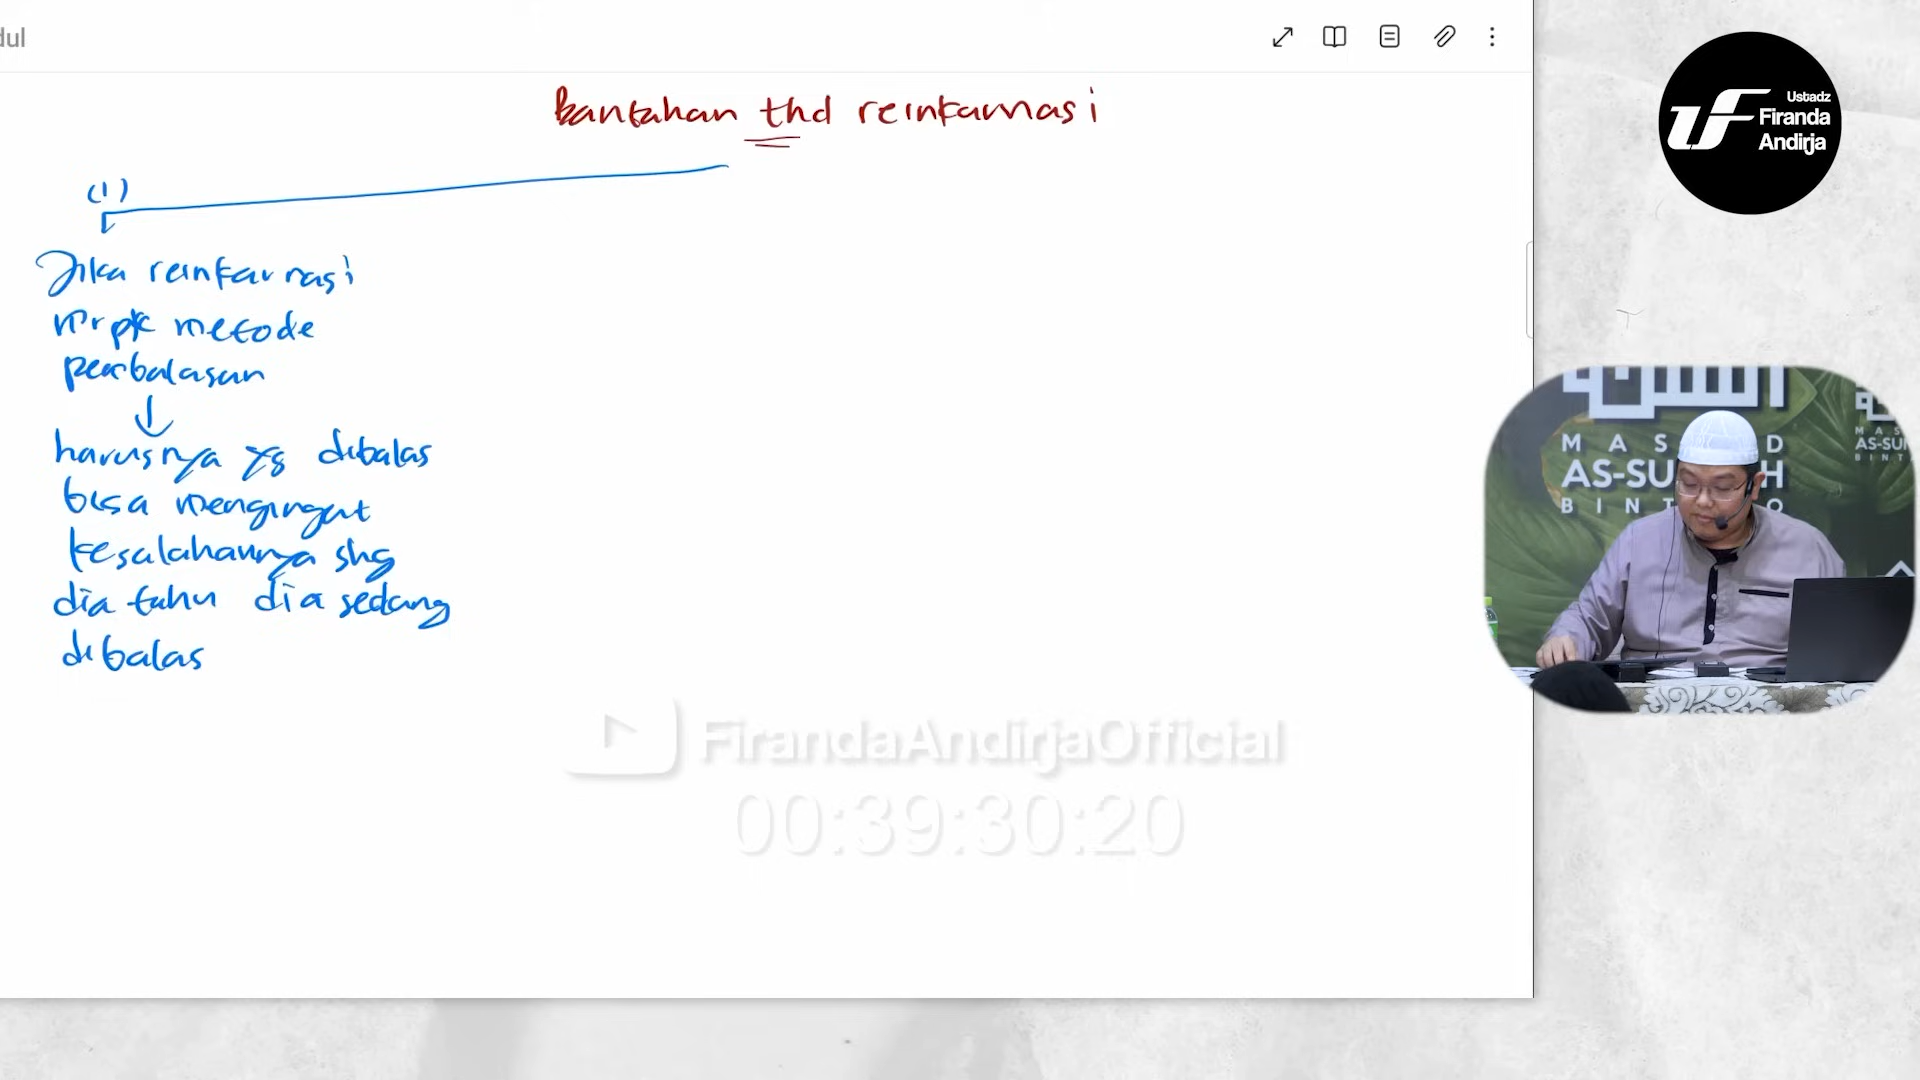 dul
Ustadz
Firanda
Andirja
bantahan thd reinkarnasi
(1)
Jika reinkarnasi
mrpk metode
pembalasan
harusnya yg dibalas
bisa mengingat
kesalahannya shg
dia tahu dia sedang
dibalas
MAS D
AS-SU H
BINT O
MAS
AS-SU
BINT
FirandaAndirjaOfficial
00:39:30:20